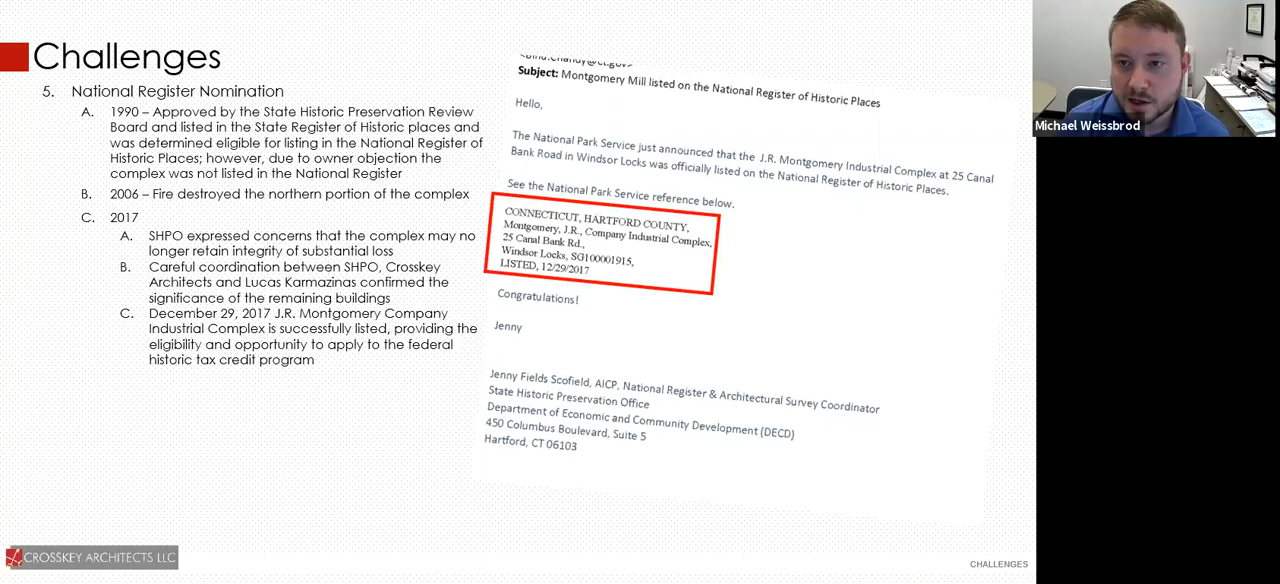 Challenges
5. National Register Nomination
A. 1990 – Approved by the State Historic Preservation Review
Board and listed in the State Register of Historic places and
was determined eligible for listing in the National Register of
Historic Places; however, due to owner objection the
complex was not listed in the National Register
B. 2006 – Fire destroyed the northern portion of the complex
C. 2017
A. SHPO expressed concerns that the complex may no
longer retain integrity of substantial loss
B. Careful coordination between SHPO, Crosskey
Architects and Lucas Karmazinas confirmed the
significance of the remaining buildings
C. December 29, 2017 J.R. Montgomery Company
Industrial Complex is successfully listed, providing the
eligibility and opportunity to apply to the federal
historic tax credit program
Subject: Montgomery Mill listed on the National Register of Historic Places
Hello,
The National Park Service just announced that the J.R. Montgomery Industrial Complex at 25 Canal
Bank Road in Windsor Locks was officially listed on the National Register of Historic Places.
See the National Park Service reference below.
CONNECTICUT, HARTFORD COUNTY,
Montgomery, J.R., Company Industrial Complex,
25 Canal Bank Rd.,
Windsor Locks, SG100001915,
LISTED, 12/29/2017
Congratulations!
Jenny
Jenny Fields Scofield, AICP, National Register & Architectural Survey Coordinator
State Historic Preservation Office
Department of Economic and Community Development (DECD)
450 Columbus Boulevard, Suite 5
Hartford, CT 06103
Michael Weissbrod
CROSSKEY ARCHITECTS LLC
CHALLENGES